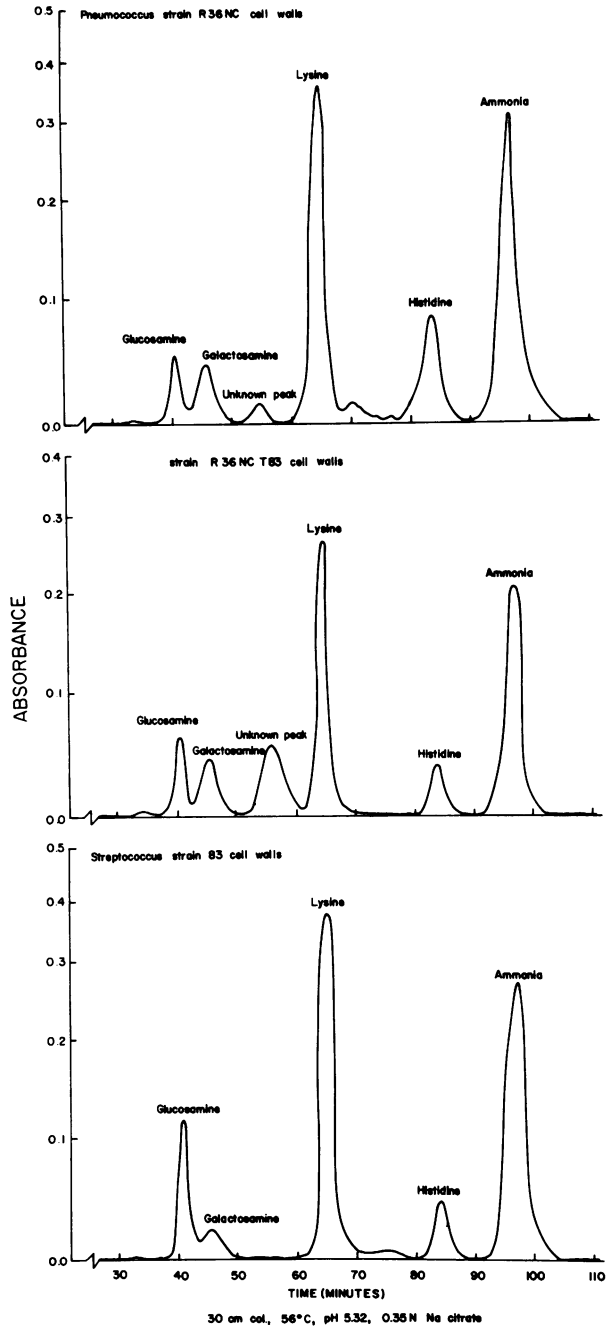 0.5
Pneumococcus strain R36NC cell walls
0.4
Lysine
Ammonia
0.3
0.2
0.1
Histidine
Glucosamine
Galactosamine
Unknown peak
0.0
0.4
strain R36NC T83 cell walls
0.3
Lysine
Ammonia
0.2
ABSORBANCE
0.1
Glucosamine
Unknown peak
Galactosamine
Histidine
0.0
0.5
Streptococcus strain 83 cell walls
0.4
Lysine
0.3
Ammania
0.2
Glucosamine
0.1
Histidine
Galactosamine
0.0
30 40 50 60 70 80 90 100 110
TIME (MINUTES)
30 cm col., 56°C, pH 5.32, 0.35N Na citrate